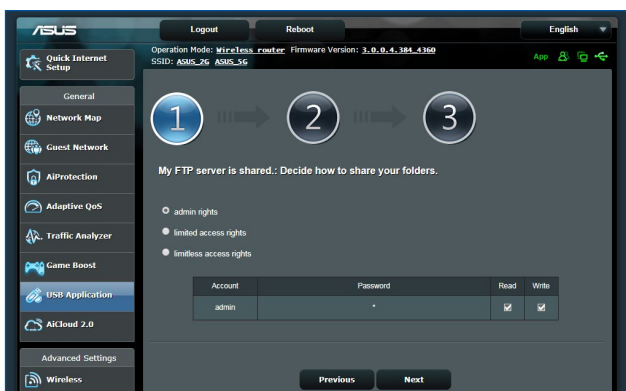 ASUS
Logout
Reboot
English
Operation Mode: Wireless router Firmware Version: 3.0.0.4.384_4360
SSID: ASUS_2G ASUS_5G
App
Quick Internet Setup
General
Network Map
Guest Network
AiProtection
Adaptive QoS
Traffic Analyzer
Game Boost
USB Application
AiCloud 2.0
Advanced Settings
Wireless
1
2
3
My FTP server is shared.: Decide how to share your folders.
admin rights
limited access rights
limitless access rights
Account Password Read Write
admin *
Previous
Next